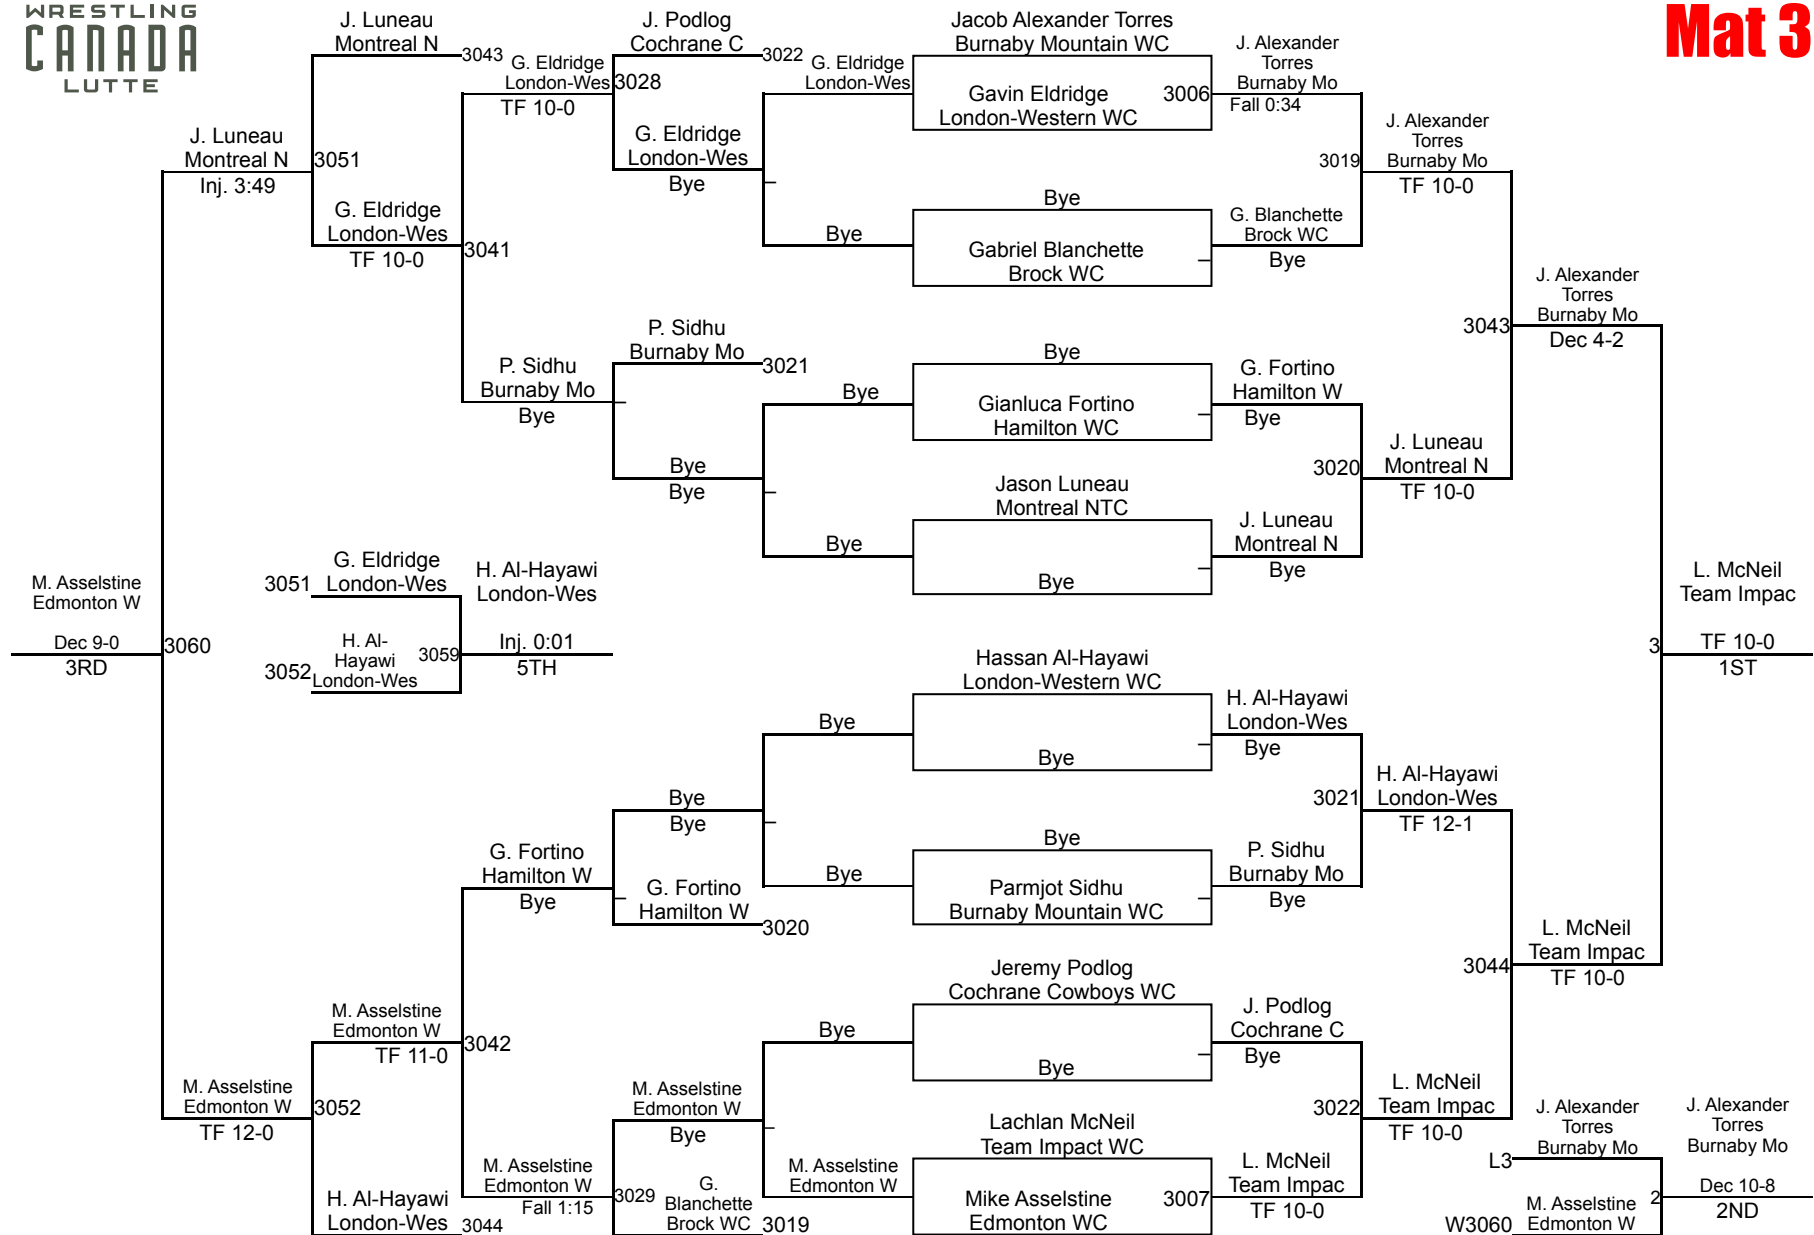 WRESTLING
CANADA
LUTTE
Mat 3
J. Luneau
Montreal N
3043
G. Eldridge
London-Wes
3028
TF 10-0
J. Podlog
Cochrane C
3022
G. Eldridge
London-Wes
Jacob Alexander Torres
Burnaby Mountain WC
Gavin Eldridge
London-Western WC
3006
J. Alexander
Torres
Burnaby Mo
Fall 0:34
J. Luneau
Montreal N
Inj. 3:49
3051
G. Eldridge
London-Wes
Bye
3019
J. Alexander
Torres
Burnaby Mo
TF 10-0
G. Eldridge
London-Wes
TF 10-0
3041
Bye
Bye
Gabriel Blanchette
Brock WC
G. Blanchette
Brock WC
Bye
J. Alexander
Torres
Burnaby Mo
Dec 4-2
3043
P. Sidhu
Burnaby Mo
Bye
P. Sidhu
Burnaby Mo
3021
Bye
Bye
Gianluca Fortino
Hamilton WC
G. Fortino
Hamilton W
Bye
Bye
Bye
3020
J. Luneau
Montreal N
TF 10-0
Jason Luneau
Montreal NTC
Bye
Bye
J. Luneau
Montreal N
Bye
M. Asselstine
Edmonton W
Dec 9-0
3RD
3060
3051
G. Eldridge
London-Wes
3052
H. Al-
Hayawi
London-Wes
3059
H. Al-Hayawi
London-Wes
Inj. 0:01
5TH
L. McNeil
Team Impac
3
TF 10-0
1ST
Hassan Al-Hayawi
London-Western WC
Bye
Bye
H. Al-Hayawi
London-Wes
Bye
Bye
Bye
3021
H. Al-Hayawi
London-Wes
TF 12-1
G. Fortino
Hamilton W
Bye
G. Fortino
Hamilton W
3020
Bye
Bye
Parmjot Sidhu
Burnaby Mountain WC
P. Sidhu
Burnaby Mo
Bye
3044
L. McNeil
Team Impac
TF 10-0
Jeremy Podlog
Cochrane Cowboys WC
Bye
Bye
J. Podlog
Cochrane C
Bye
M. Asselstine
Edmonton W
TF 11-0
3042
M. Asselstine
Edmonton W
TF 12-0
3052
M. Asselstine
Edmonton W
Bye
3022
L. McNeil
Team Impac
TF 10-0
Lachlan McNeil
Team Impact WC
Mike Asselstine
Edmonton WC
3007
L. McNeil
Team Impac
TF 10-0
M. Asselstine
Edmonton W
M. Asselstine
Edmonton W
Fall 1:15
3029
G.
Blanchette
Brock WC
3019
H. Al-Hayawi
London-Wes
3044
L3
J. Alexander
Torres
Burnaby Mo
W3060
M. Asselstine
Edmonton W
2
J. Alexander
Torres
Burnaby Mo
Dec 10-8
2ND